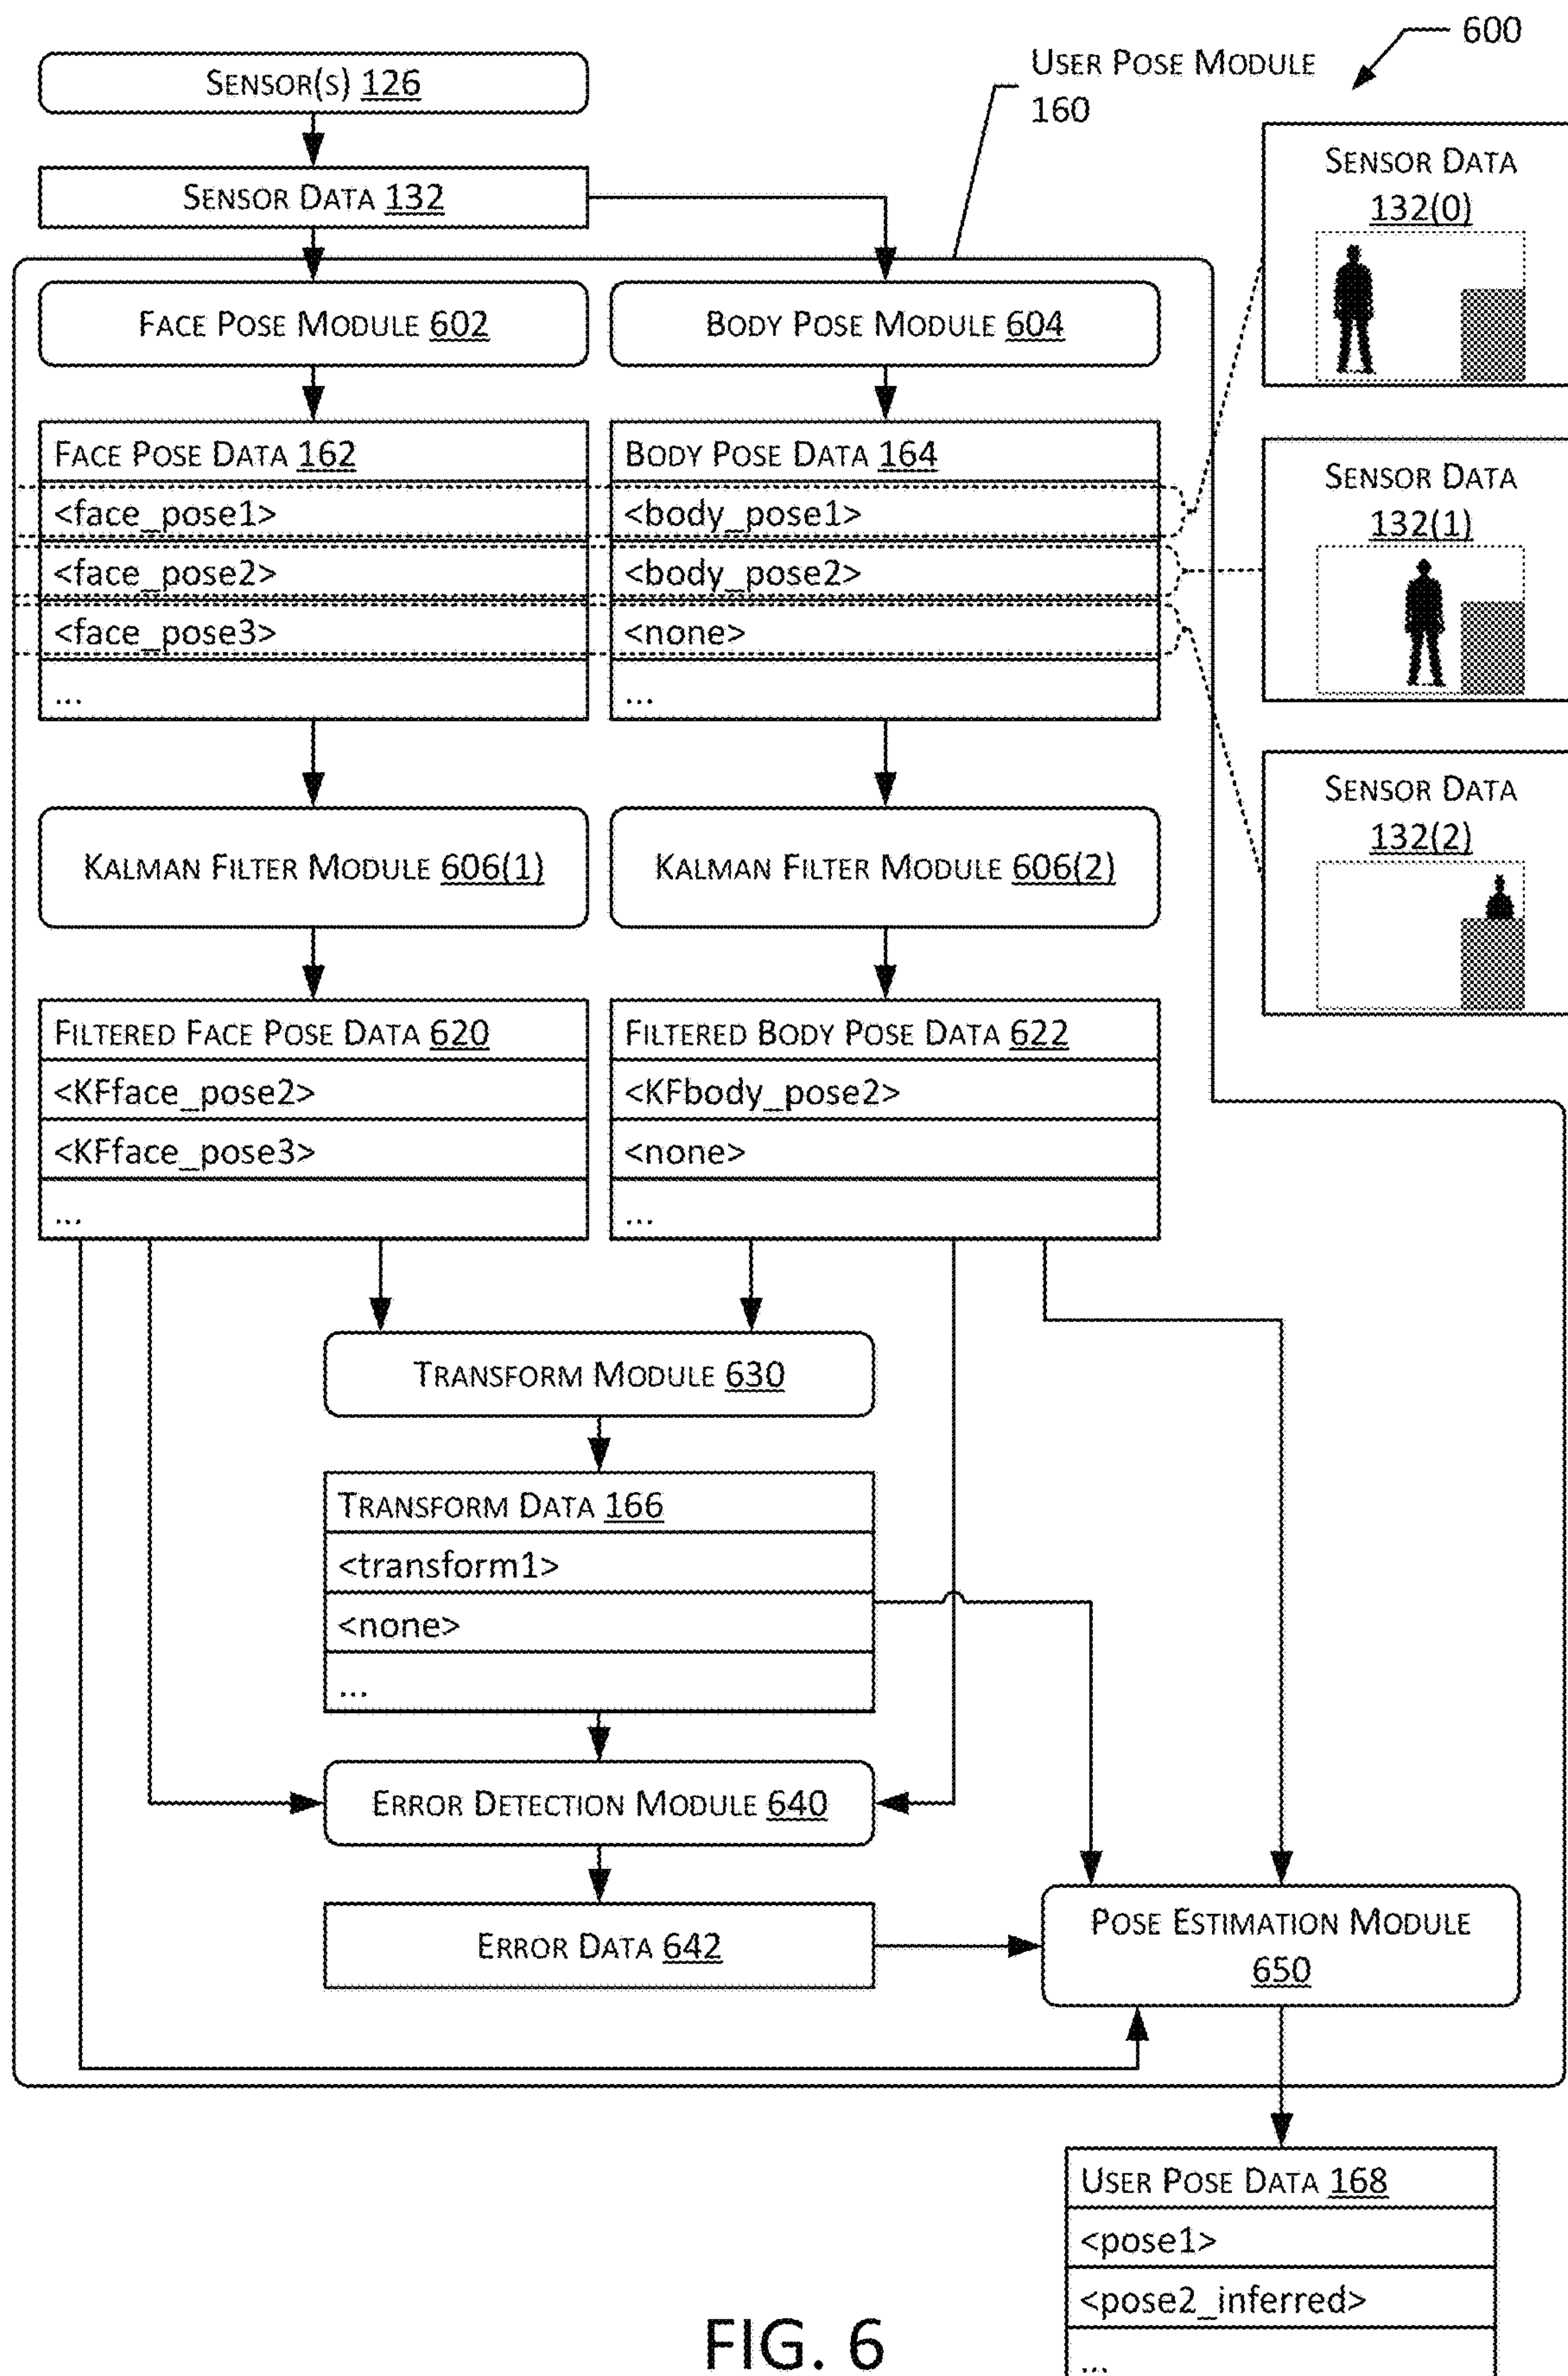 600
USER POSE MODULE
160
SENSOR(S) 126
SENSOR DATA 132
SENSOR DATA
132(0)
FACE POSE MODULE 602
BODY POSE MODULE 604
FACE POSE DATA 162
<face_pose1>
<face_pose2>
<face_pose3>
...
BODY POSE DATA 164
<body_pose1>
<body_pose2>
<none>
...
SENSOR DATA
132(1)
SENSOR DATA
132(2)
KALMAN FILTER MODULE 606(1)
KALMAN FILTER MODULE 606(2)
FILTERED FACE POSE DATA 620
<KFface_pose2>
<KFface_pose3>
...
FILTERED BODY POSE DATA 622
<KFbody_pose2>
<none>
...
TRANSFORM MODULE 630
TRANSFORM DATA 166
<transform1>
<none>
...
ERROR DETECTION MODULE 640
ERROR DATA 642
POSE ESTIMATION MODULE
650
USER POSE DATA 168
<pose1>
<pose2_inferred>
...
FIG. 6